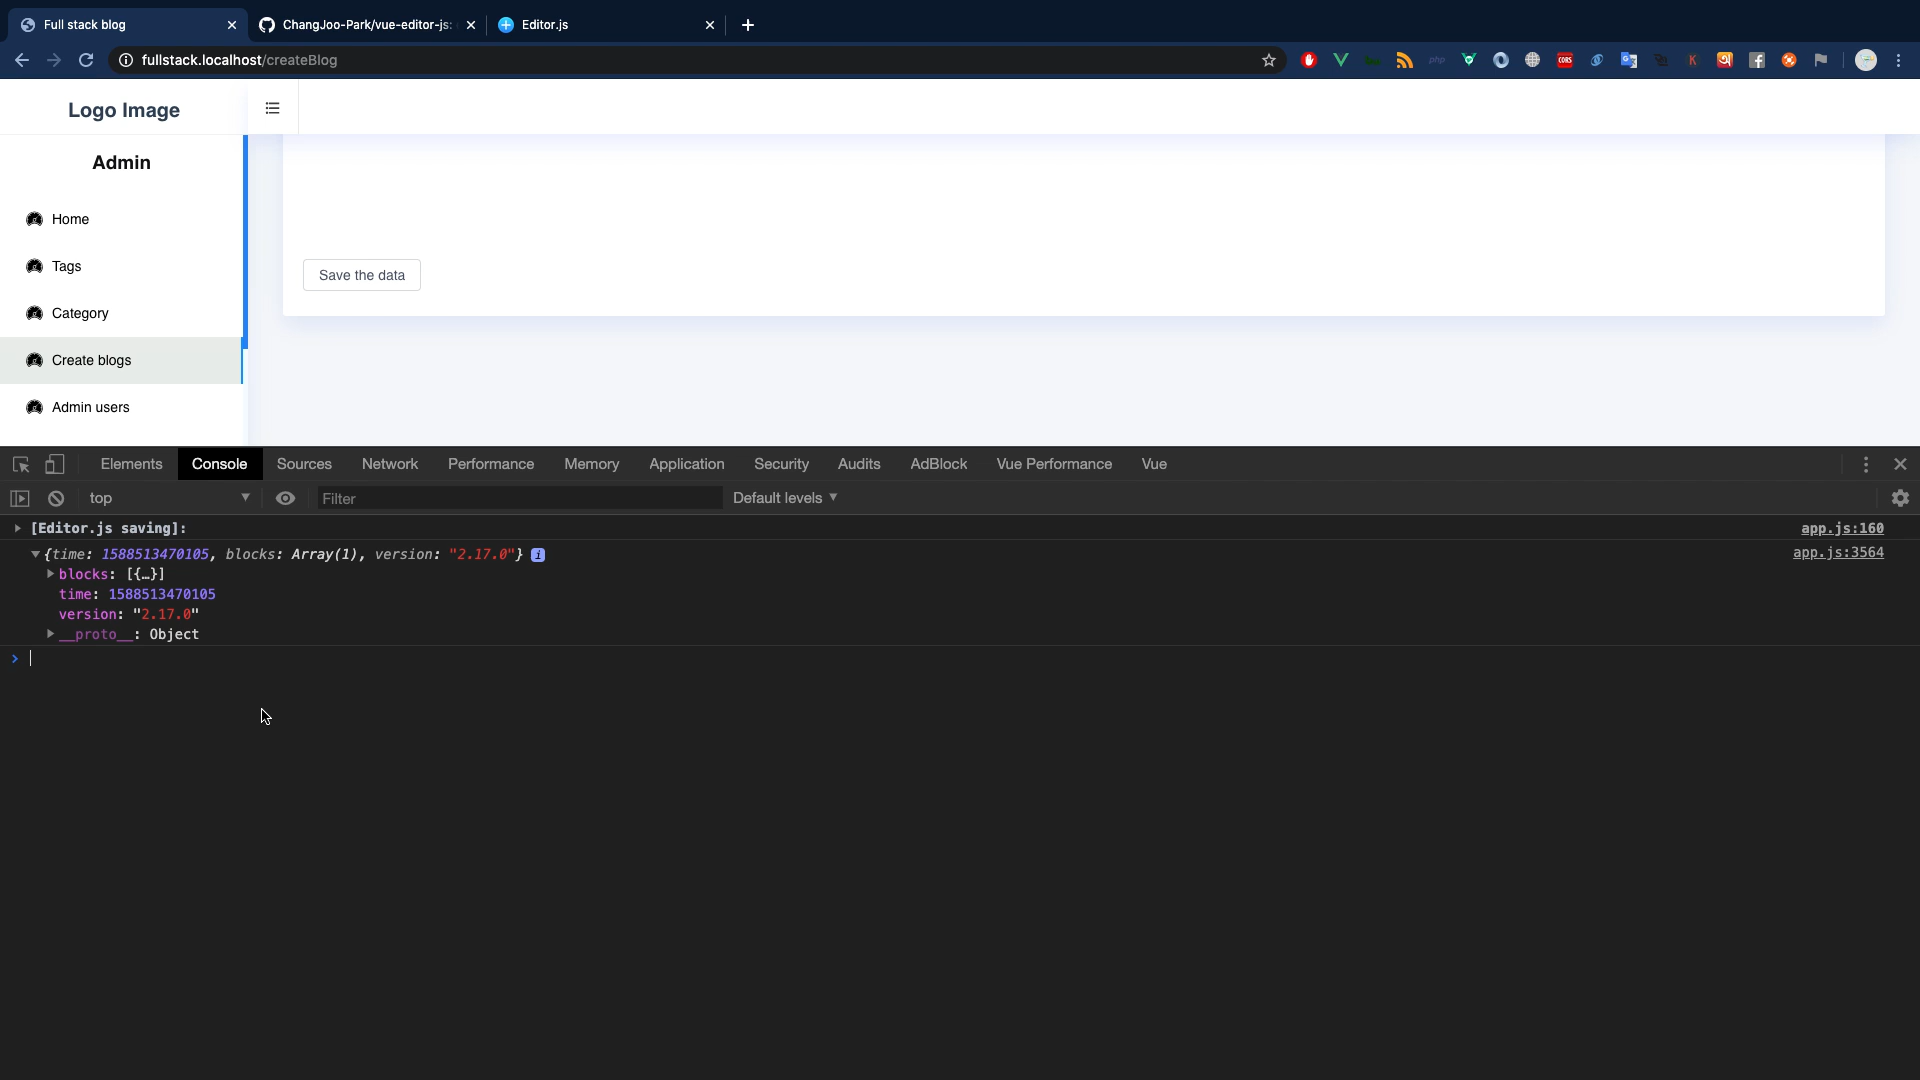 Full stack blog
ChangJoo-Park/vue-editor-js:
Editor.js
fullstack.localhost/createBlog
php
CORS
K
Logo Image
Admin
Home
Tags
Category
Create blogs
Admin users
Save the data
Elements
Console
Sources
Network
Performance
Memory
Application
Security
Audits
AdBlock
Vue Performance
Vue
top
Filter
Default levels
[Editor.js saving]:
app.js:160
{time: 1588513470105, blocks: Array(1), version: "2.17.0"} i
app.js:3564
blocks: [{…}]
time: 1588513470105
version: "2.17.0"
__proto__: Object